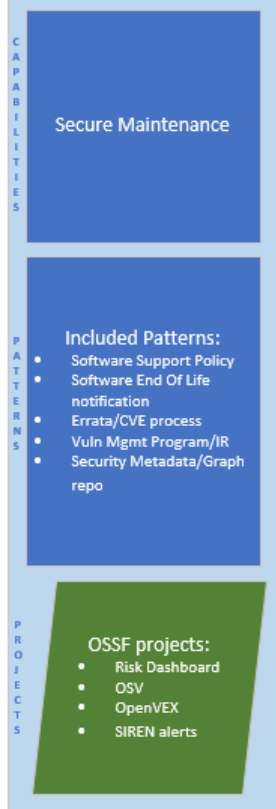 CAPABILITIES
Secure Maintenance
PATTERNS
Included Patterns:
• Software Support Policy
• Software End Of Life
notification
• Errata/CVE process
• Vuln Mgmt Program/IR
• Security Metadata/Graph
repo
PROJECTS
OSSF projects:
• Risk Dashboard
• OSV
• OpenVEX
• SIREN alerts